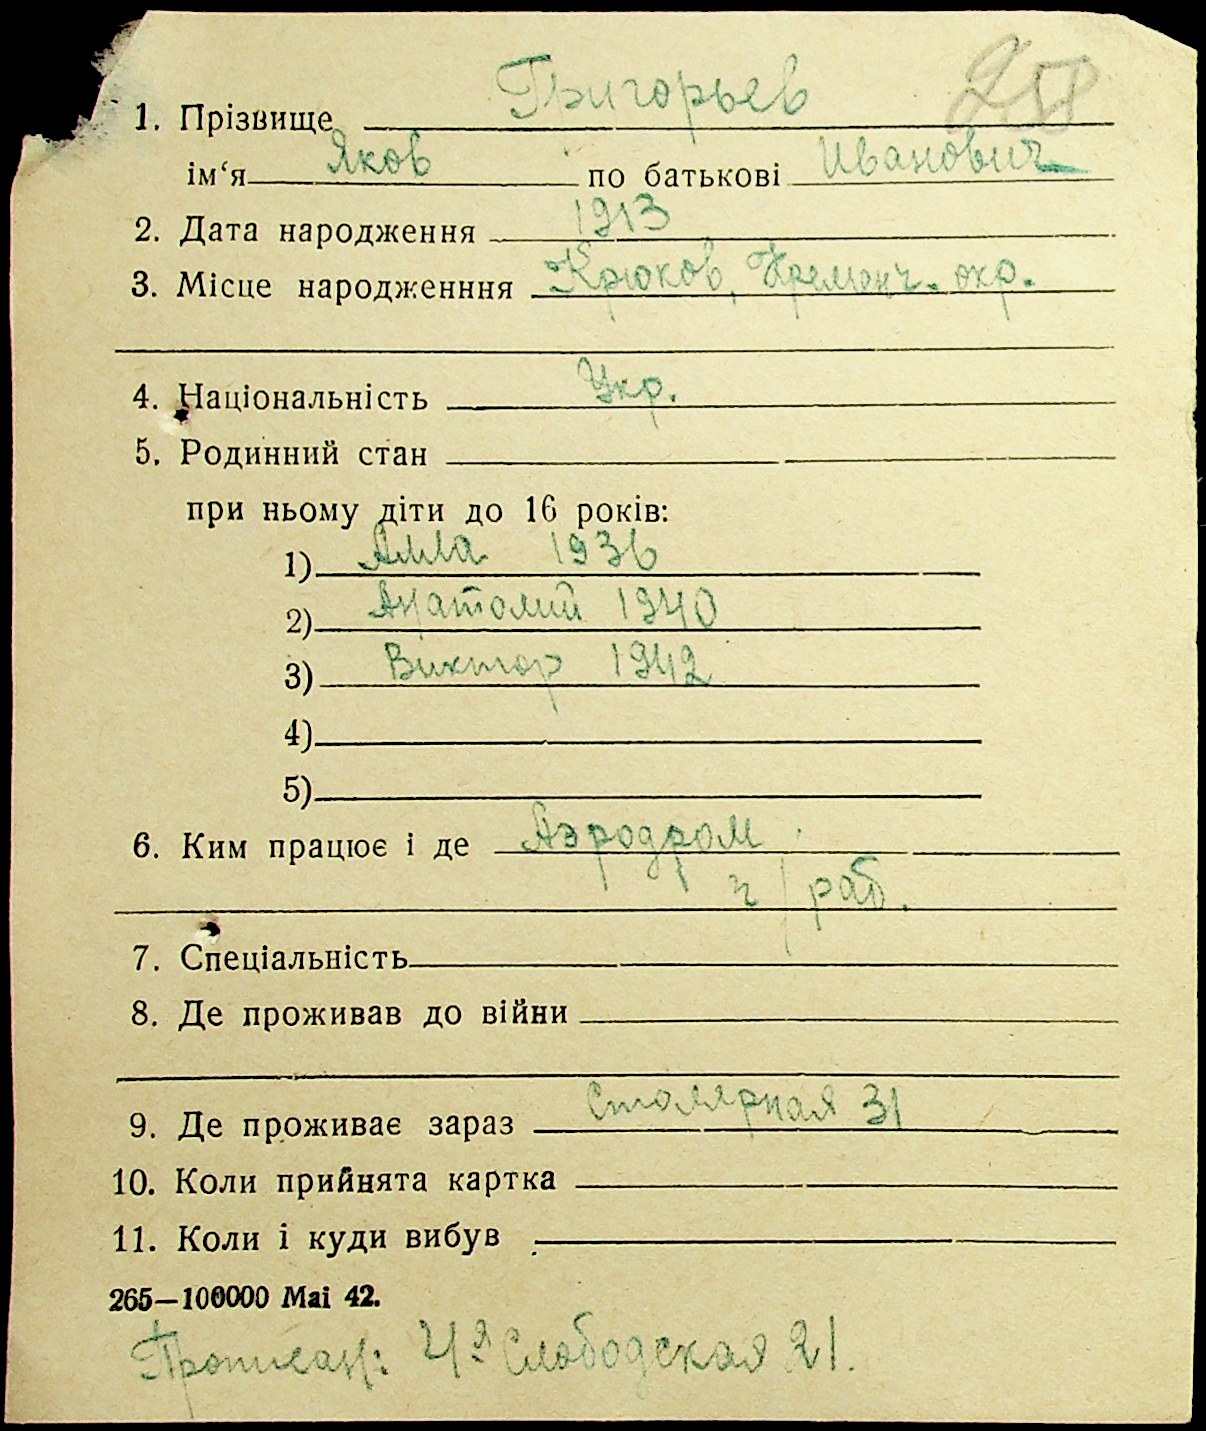 258
1. Прізвище Григорьев
ім‘я Яков по батькові Иванович
2. Дата народження 1913
3. Місце народженння Крюков, Кременч. окр.
4. Національність Укр.
5. Родинний стан
при ньому діти до 16 років:
1) Алла 1936
2) Анатолий 1940
3) Виктор 1942
4)
5)
6. Ким працює і де Аэродром
ч/раб.
7. Спеціальність
8. Де проживав до війни
9. Де проживає зараз Столярная 31
10. Коли прийнята картка
11. Коли і куди вибув
265—100000 Mai 42.
Прописан: 4я Слободская 21.